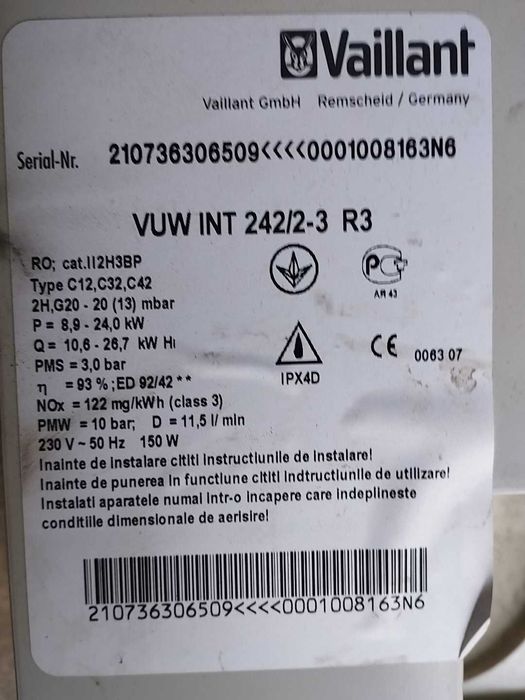 Vaillant
Vaillant GmbH Remscheid / Germany
Serial-Nr. 210736306509<<<<0001008163N6
VUW INT 242/2-3 R3
RO; cat.II2H3BP
Type C12,C32,C42
2H,G20 - 20 (13) mbar
P = 8,9 - 24,0 kW
Q = 10,6 - 26,7 kW Hi
PMS = 3,0 bar
η = 93 % ; ED 92/42 **
NOx = 122 mg/kWh (class 3)
PMW = 10 bar; D = 11,5 l/ min
230 V ~ 50 Hz 150 W
PG
AR 43
IPX4D
CE 0063 07
Inainte de instalare cititi instructiunile de instalare!
Inainte de punerea in functiune cititi indtructiunile de utilizare!
Instalati aparatele numai intr-o incapere care indeplineste
conditiile dimensionale de aerisire!
210736306509<<<<0001008163N6